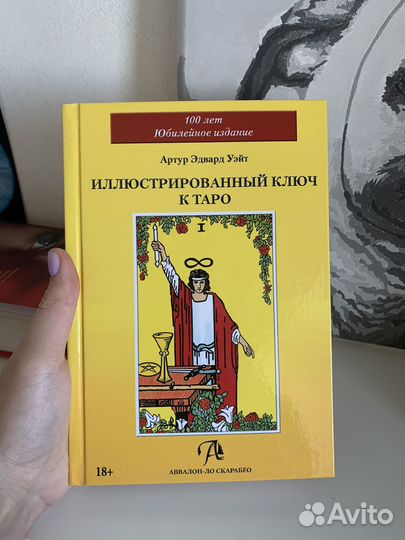 100 лет
Юбилейное издание
Артур Эдвард Уэйт
ИЛЛЮСТРИРОВАННЫЙ КЛЮЧ
К ТАРО
I
АВВАЛОН-ЛО СКАРАБЕО
18+
Avito